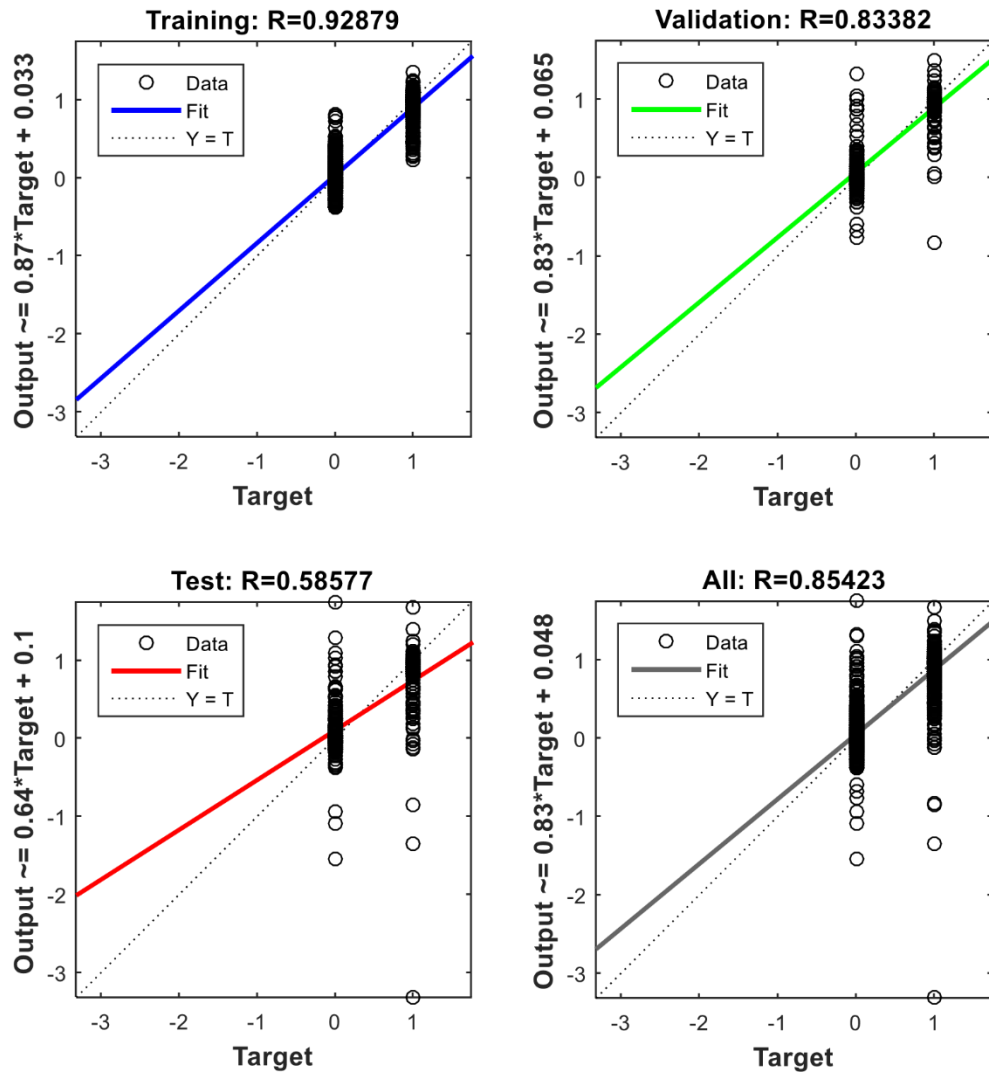 Training: R=0.92879
Output ~= 0.87*Target + 0.033
Data
Fit
Y = T
1
0
-1
-2
-3
-3 -2 -1 0 1
Target
Validation: R=0.83382
Output ~= 0.83*Target + 0.065
Data
Fit
Y = T
1
0
-1
-2
-3
-3 -2 -1 0 1
Target
Test: R=0.58577
Output ~= 0.64*Target + 0.1
Data
Fit
Y = T
1
0
-1
-2
-3
-3 -2 -1 0 1
Target
All: R=0.85423
Output ~= 0.83*Target + 0.048
Data
Fit
Y = T
1
0
-1
-2
-3
-3 -2 -1 0 1
Target